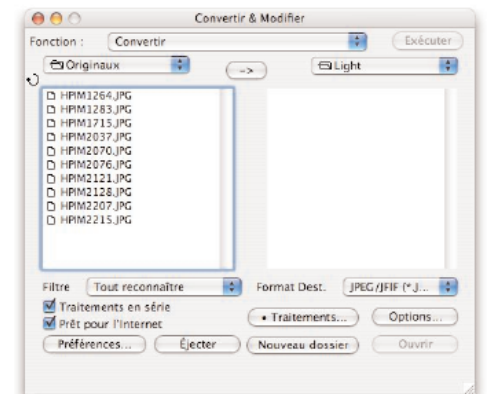 Convertir & Modifier
Fonction : Convertir Exécuter
Originaux --> Light
HPIM1264.JPG
HPIM1283.JPG
HPIM1715.JPG
HPIM2037.JPG
HPIM2070.JPG
HPIM2076.JPG
HPIM2121.JPG
HPIM2128.JPG
HPIM2207.JPG
HPIM2215.JPG
Filtre Tout reconnaître Format Dest. JPEG/JFIF (*.J...
Traitements en série
• Traitements... Options...
Prêt pour l'Internet
Préférences... Éjecter Nouveau dossier Ouvrir